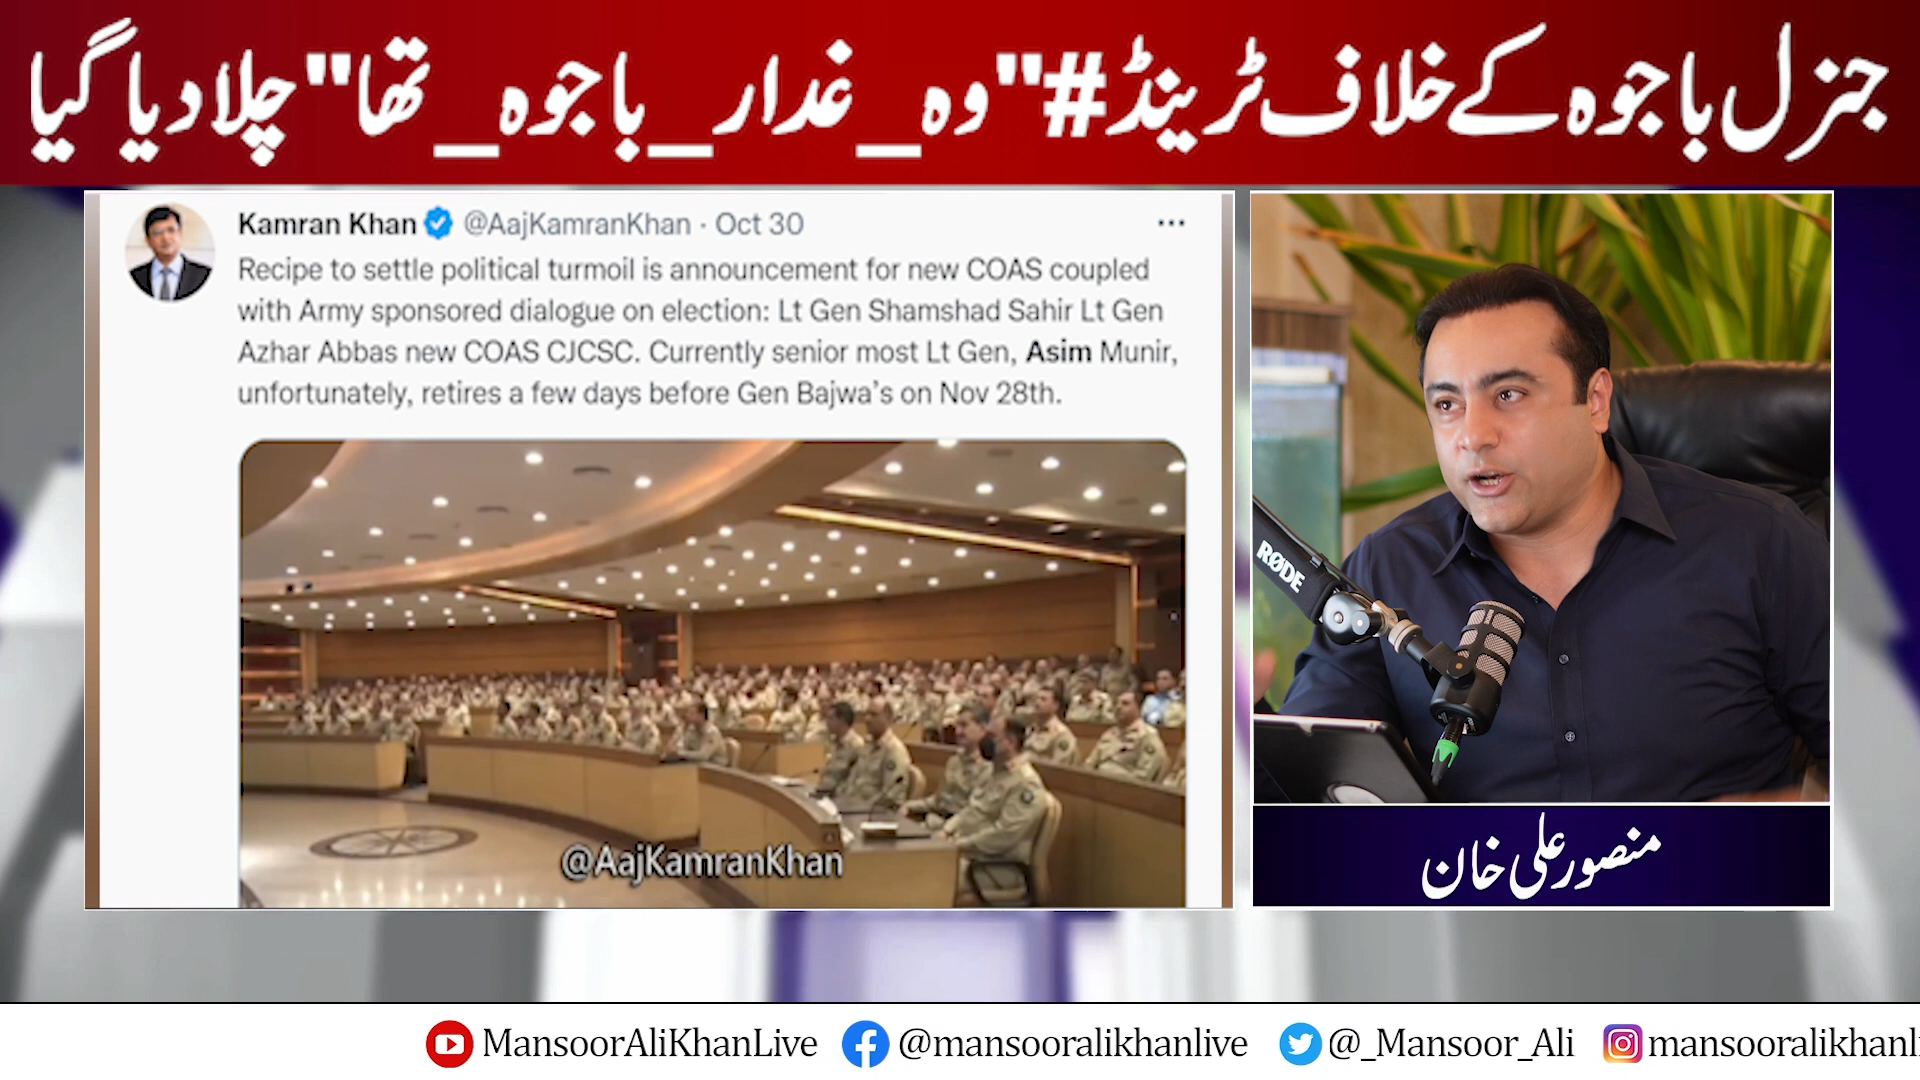 جنرل باجوہ کے خلاف ٹرینڈ#"وہ_غدار_باجوہ_تھا"چلا دیا گیا
Kamran Khan @AajKamranKhan · Oct 30
Recipe to settle political turmoil is announcement for new COAS coupled
with Army sponsored dialogue on election: Lt Gen Shamshad Sahir Lt Gen
Azhar Abbas new COAS CJCSC. Currently senior most Lt Gen, Asim Munir,
unfortunately, retires a few days before Gen Bajwa's on Nov 28th.
@AajKamranKhan
RØDE
منصور علی خان
MansoorAliKhanLive @mansooralikhanlive @_Mansoor_Ali mansooralikhanli